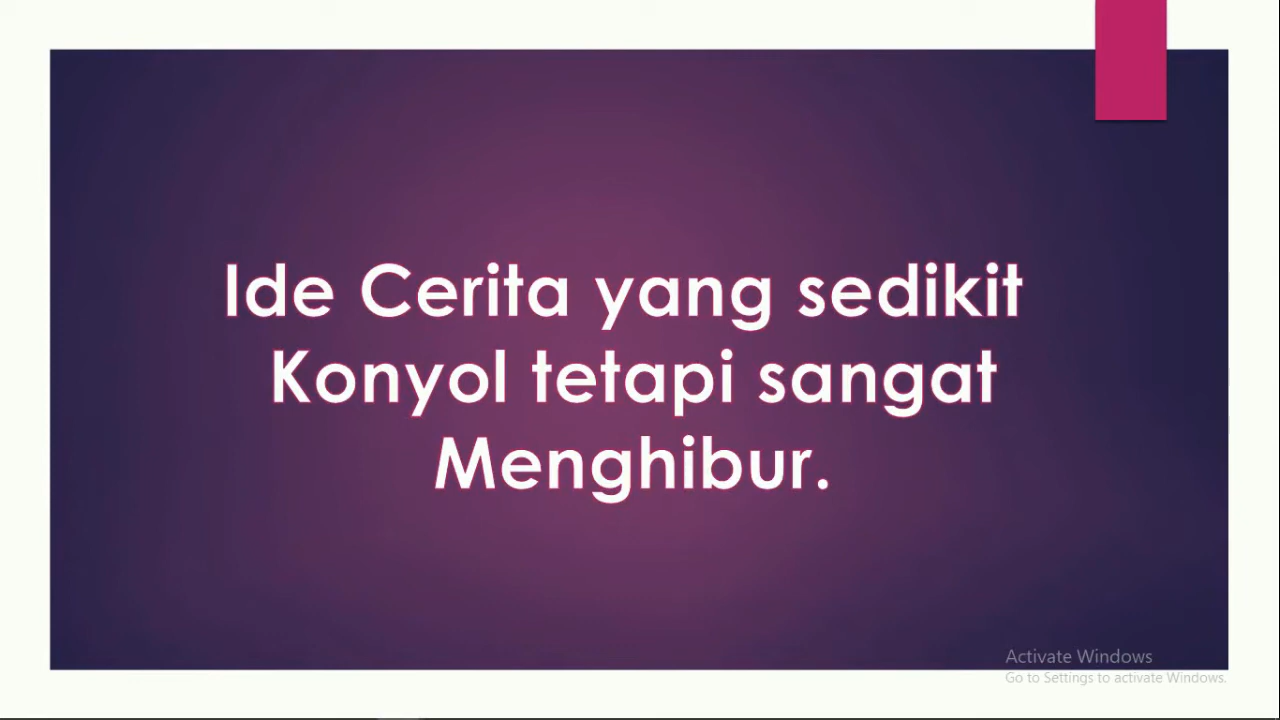 Ide Cerita yang sedikit
Konyol tetapi sangat
Menghibur.
Activate Windows
Go to Settings to activate Windows.